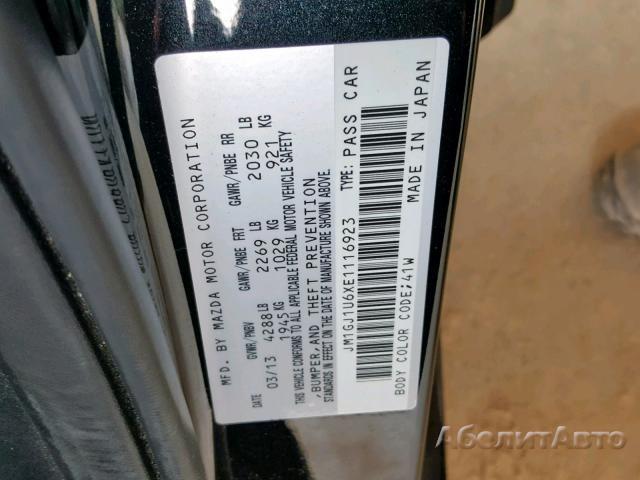 MFD. BY MAZDA MOTOR CORPORATION
DATE GVWR/PNBV GAWR/PNBE FRT GAWR/PNBE RR
03/13 4288LB 2269 LB 2030 LB
1945KG 1029 KG 921 KG
THIS VEHICLE CONFORMS TO ALL APPLICABLE FEDERAL MOTOR VEHICLE SAFETY
,BUMPER,AND THEFT PREVENTION
STANDARDS IN EFFECT ON THE DATE OF MANUFACTURE SHOWN ABOVE.
JM1GJ1U6XE1116923 TYPE: PASS CAR
BODY COLOR CODE;41W MADE IN JAPAN
АбелитАвто